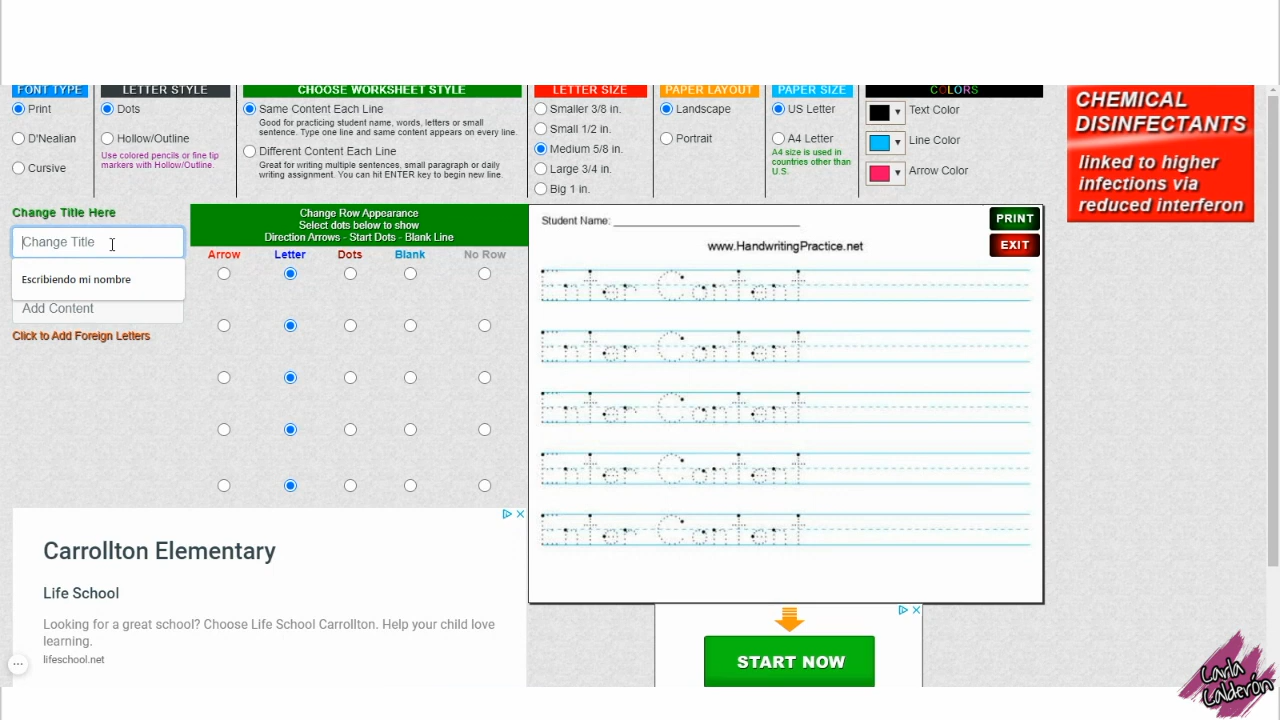 FONT TYPE
Print
D'Nealian
Cursive
LETTER STYLE
Dots
Hollow/Outline
Use colored pencils or fine tip
markers with Hollow/Outline.
CHOOSE WORKSHEET STYLE
Same Content Each Line
Good for practicing student name, words, letters or small
sentence. Type one line and same content appears on every line.
Different Content Each Line
Great for writing multiple sentences, small paragraph or daily
writing assignment. You can hit ENTER key to begin new line.
LETTER SIZE
Smaller 3/8 in.
Small 1/2 in.
Medium 5/8 in.
Large 3/4 in.
Big 1 in.
PAPER LAYOUT
Landscape
Portrait
PAPER SIZE
US Letter
A4 Letter
A4 size is used in
countries other than
U.S.
COLORS
Text Color
Line Color
Arrow Color
CHEMICAL
DISINFECTANTS
linked to higher
infections via
reduced interferon
Change Title Here
Change Title
Escribiendo mi nombre
Add Content
Click to Add Foreign Letters
Change Row Appearance
Select dots below to show
Direction Arrows - Start Dots - Blank Line
Arrow Letter Dots Blank No Row
Student Name:
PRINT
EXIT
www.HandwritingPractice.net
Enter Content
Enter Content
Enter Content
Enter Content
Enter Content
Carrollton Elementary
Life School
Looking for a great school? Choose Life School Carrollton. Help your child love
learning.
lifeschool.net
START NOW
Carla
Calderón